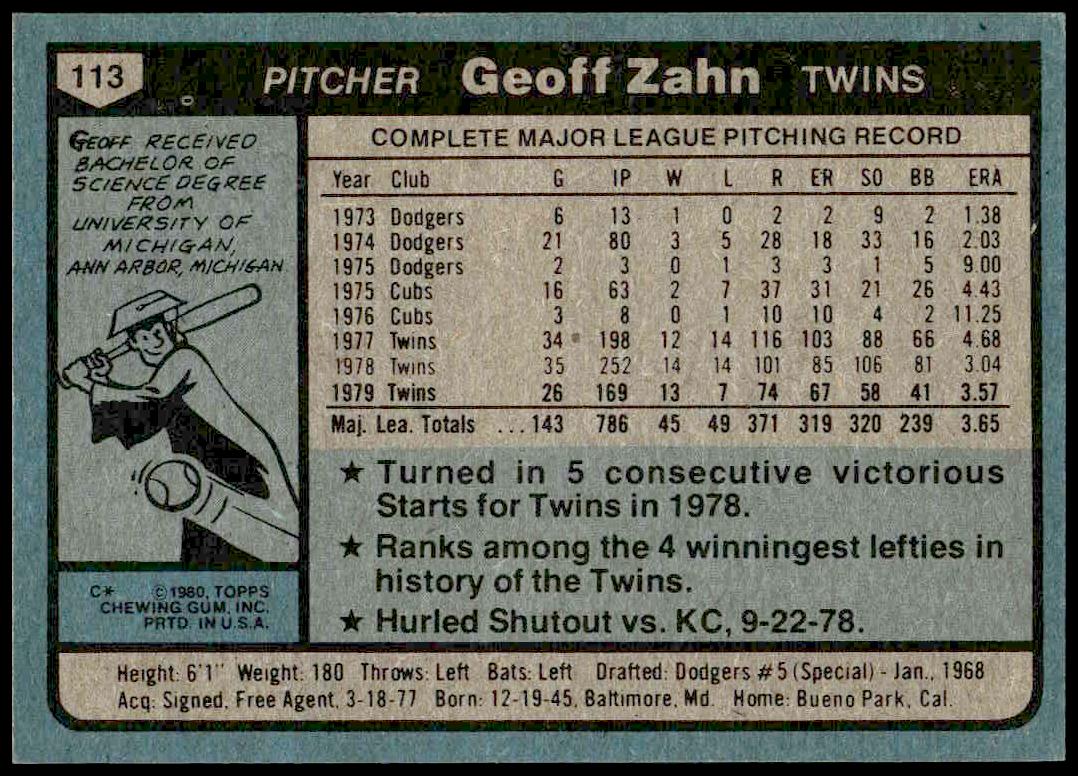 113 PITCHER Geoff Zahn TWINS
GEOFF RECEIVED
BACHELOR OF
SCIENCE DEGREE
FROM
UNIVERSITY OF
MICHIGAN,
ANN ARBOR, MICHIGAN
C* ©1980, TOPPS
CHEWING GUM, INC.
PRTD. IN U.S.A.
COMPLETE MAJOR LEAGUE PITCHING RECORD
Year Club G IP W L R ER SO BB ERA
1973 Dodgers 6 13 1 0 2 2 9 2 1.38
1974 Dodgers 21 80 3 5 28 18 33 16 2.03
1975 Dodgers 2 3 0 1 3 3 1 5 9.00
1975 Cubs 16 63 2 7 37 31 21 26 4.43
1976 Cubs 3 8 0 1 10 10 4 2 11.25
1977 Twins 34 198 12 14 116 103 88 66 4.68
1978 Twins 35 252 14 14 101 85 106 81 3.04
1979 Twins 26 169 13 7 74 67 58 41 3.57
Maj. Lea. Totals ...143 786 45 49 371 319 320 239 3.65
★ Turned in 5 consecutive victorious
Starts for Twins in 1978.
★ Ranks among the 4 winningest lefties in
history of the Twins.
★ Hurled Shutout vs. KC, 9-22-78.
Height: 6'1" Weight: 180 Throws: Left Bats: Left Drafted: Dodgers #5 (Special) - Jan., 1968
Acq: Signed, Free Agent, 3-18-77 Born: 12-19-45, Baltimore, Md. Home: Bueno Park, Cal.